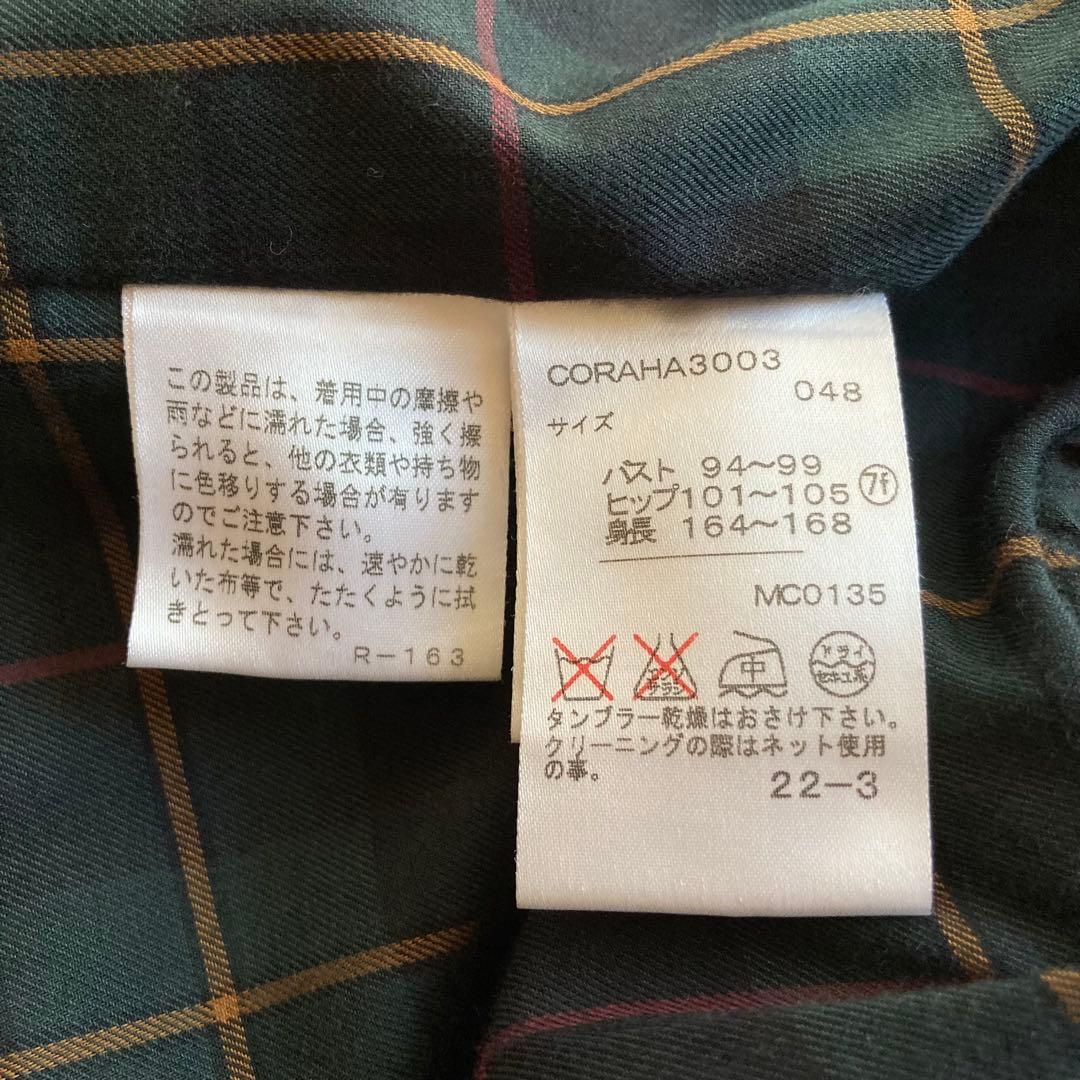 この製品は、着用中の摩擦や
雨などに濡れた場合、強く擦
られると、他の衣類や持ち物
に色移りする場合が有ります
のでご注意下さい。
濡れた場合には、速やかに乾
いた布等で、たたくように拭
きとって下さい。
R-163
CORAHA3003
048
サイズ
バスト 94〜99
ヒップ101〜105 7f
身長 164〜168
MC0135
中
ドライ
セキユ系
タンブラー乾燥はおさけ下さい。
クリーニングの際はネット使用
の事。
22-3